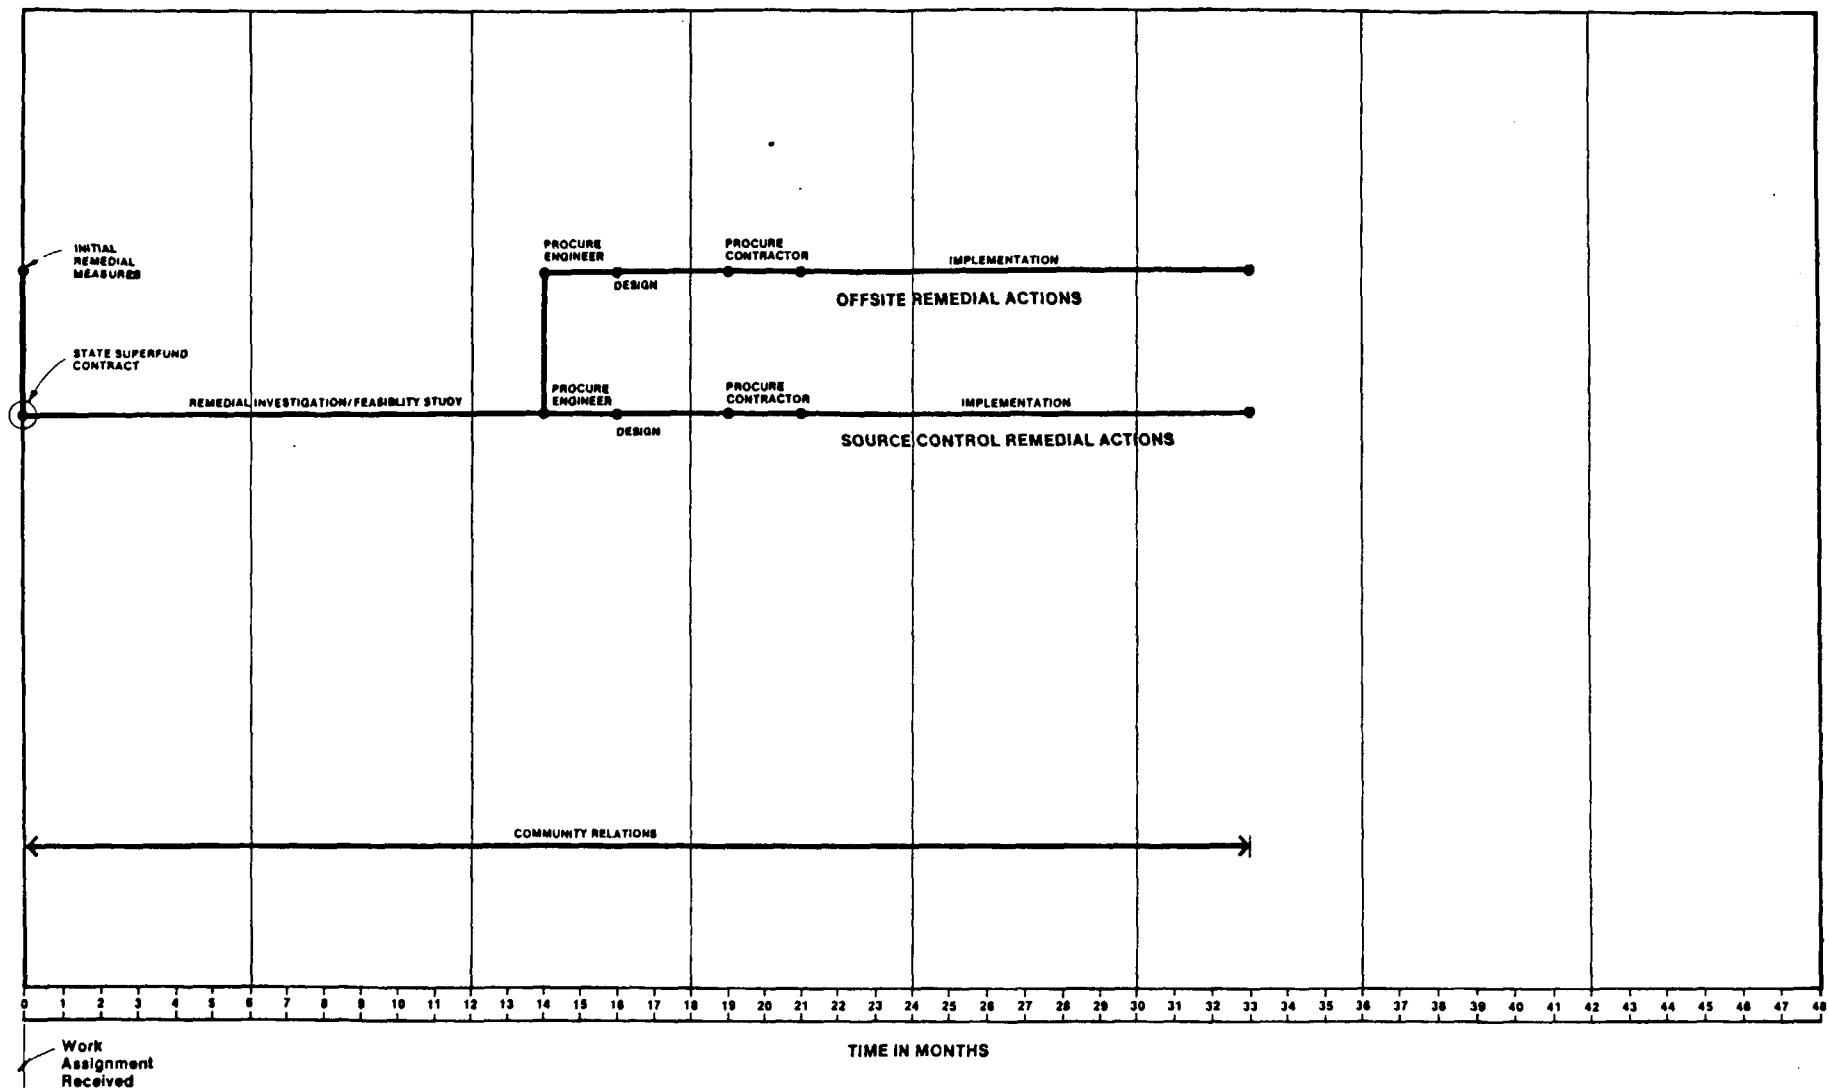 INITIAL
REMEDIAL
MEASURES
PROCURE
ENGINEER
DESIGN
PROCURE
CONTRACTOR
IMPLEMENTATION
OFFSITE REMEDIAL ACTIONS
STATE SUPERFUND
CONTRACT
REMEDIAL INVESTIGATION/FEASIBLITY STUDY
PROCURE
ENGINEER
DESIGN
PROCURE
CONTRACTOR
IMPLEMENTATION
SOURCE CONTROL REMEDIAL ACTIONS
COMMUNITY RELATIONS
0 1 2 3 4 5 6 7 8 9 10 11 12 13 14 15 16 17 18 19 20 21 22 23 24 25 26 27 28 29 30 31 32 33 34 35 36 37 38 39 40 41 42 43 44 45 46 47 48
TIME IN MONTHS
Work
Assignment
Received